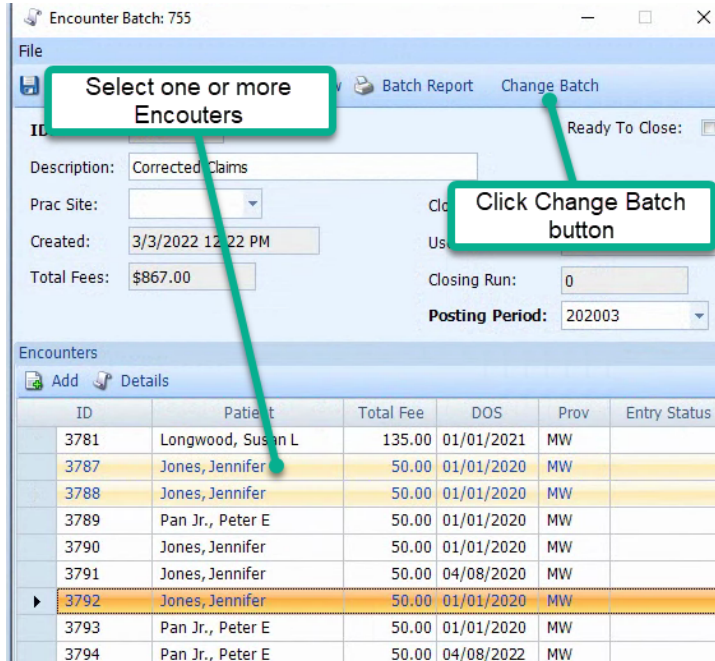 Encounter Batch: 755
File
Select one or more
Encouters
Batch Report Change Batch
Ready To Close:
Description: Corrected Claims
Prac Site:
Click Change Batch
button
Created: 3/3/2022 12:22 PM
Total Fees: $867.00
Closing Run: 0
Posting Period: 202003
Encounters
Add Details
ID Patient Total Fee DOS Prov Entry Status
3781 Longwood, Susan L 135.00 01/01/2021 MW
3787 Jones, Jennifer 50.00 01/01/2020 MW
3788 Jones, Jennifer 50.00 01/01/2020 MW
3789 Pan Jr., Peter E 50.00 01/01/2020 MW
3790 Jones, Jennifer 50.00 01/01/2020 MW
3791 Jones, Jennifer 50.00 04/08/2020 MW
3792 Jones, Jennifer 50.00 01/01/2020 MW
3793 Pan Jr., Peter E 50.00 01/01/2020 MW
3794 Pan Jr., Peter E 50.00 04/08/2022 MW